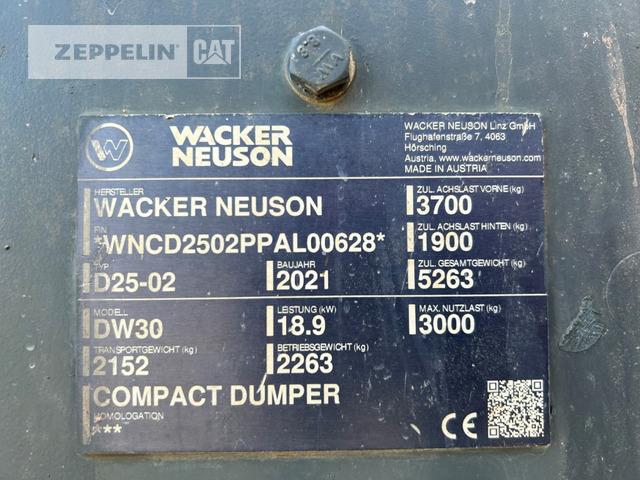 ZEPPELIN CAT
8.8
WACKER
NEUSON
WACKER NEUSON Linz GmbH
Flughafenstraße 7, 4063
Hörsching
Austria, www.wackerneuson.com
MADE IN AUSTRIA
HERSTELLER
WACKER NEUSON
ZUL. ACHSLAST VORNE (kg)
3700
FIN
*WNCD2502PPAL00628*
ZUL. ACHSLAST HINTEN (kg)
1900
TYP
D25-02
BAUJAHR
2021
ZUL. GESAMTGEWICHT (kg)
5263
MODELL
DW30
LEISTUNG (kW)
18.9
MAX. NUTZLAST (kg)
3000
TRANSPORTGEWICHT (kg)
2152
BETRIEBSGEWICHT (kg)
2263
COMPACT DUMPER
HOMOLOGATION
***
CE